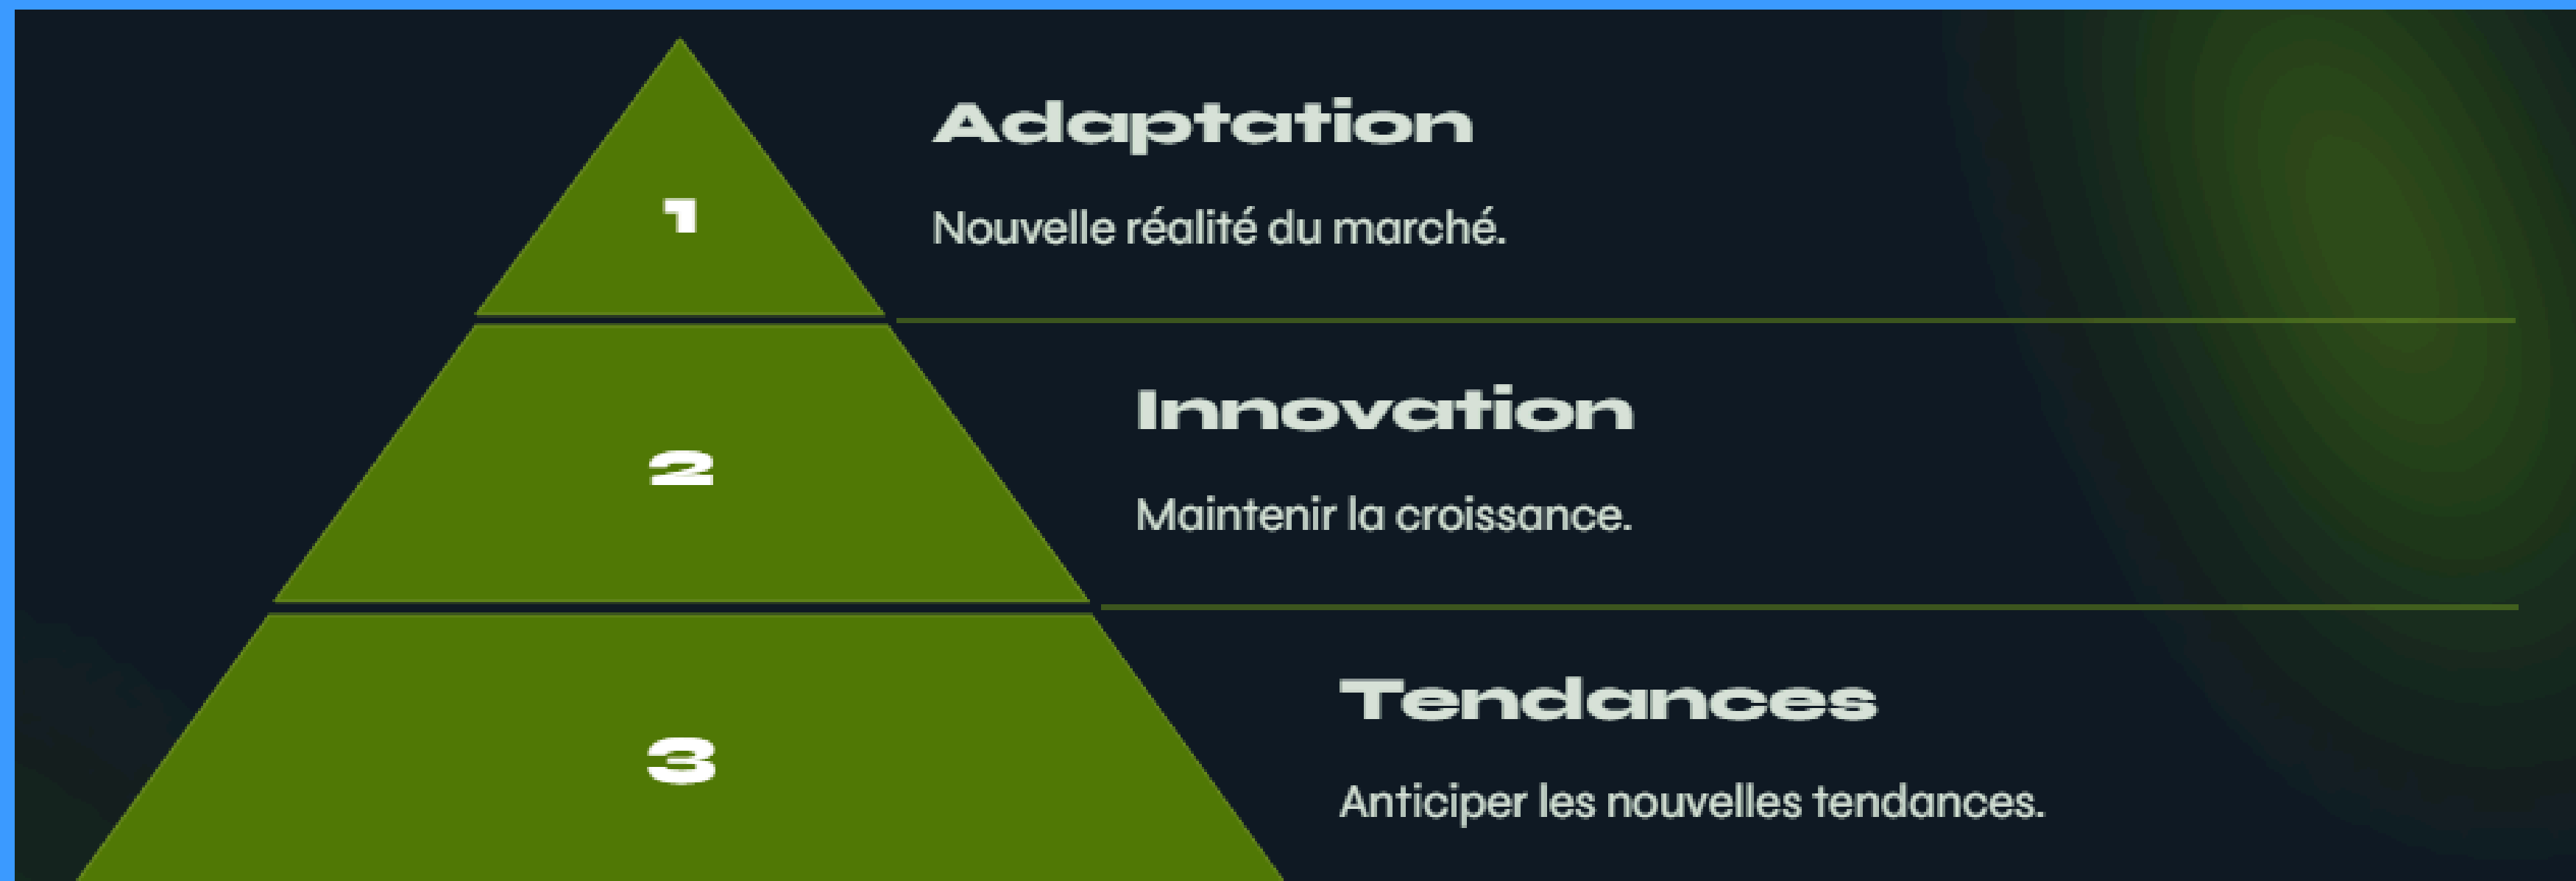 1
Adaptation
Nouvelle réalité du marché.
2
Innovation
Maintenir la croissance.
3
Tendances
Anticiper les nouvelles tendances.